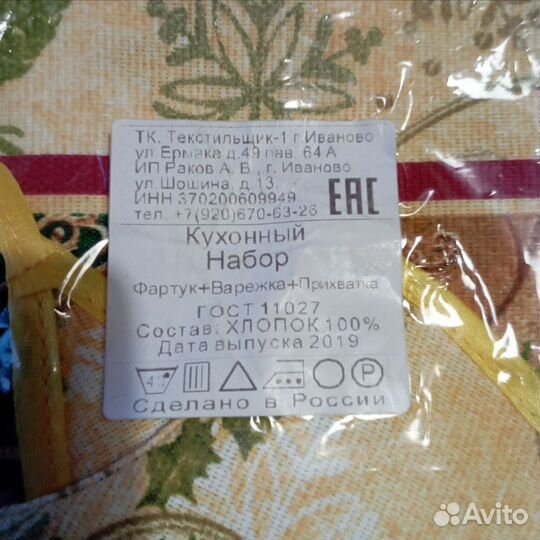 ТК. Текстильщик-1 г.Иваново
ул.Ермака д.49 пав. 64 А
ИП Раков А. В., г. Иваново
ул.Шошина, д.13,
ИНН 370200609949
тел. +7(920)670-63-26
ЕАС
Кухонный
Набор
Фартук+Варежка+Прихватка
ГОСТ 11027
Состав: ХЛОПОК 100%
Дата выпуска 2019
40
P
Сделано в России
Avito